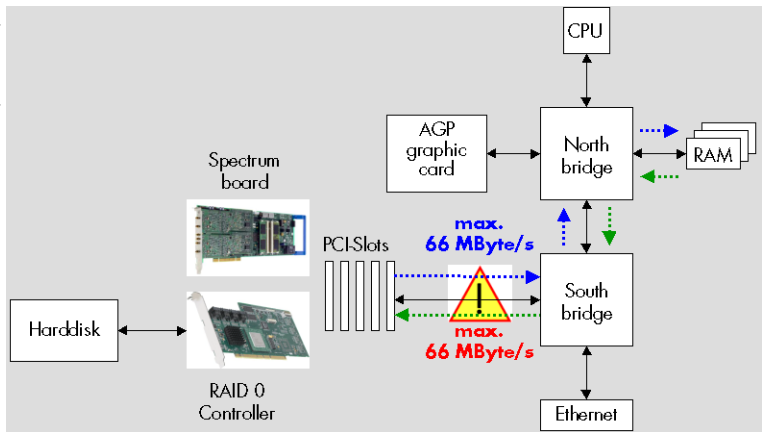 CPU
AGP
graphic
card
North
bridge
RAM
Spectrum
board
PCI-Slots
max.
66 MByte/s
!
South
bridge
Harddisk
max.
66 MByte/s
RAID 0
Controller
Ethernet